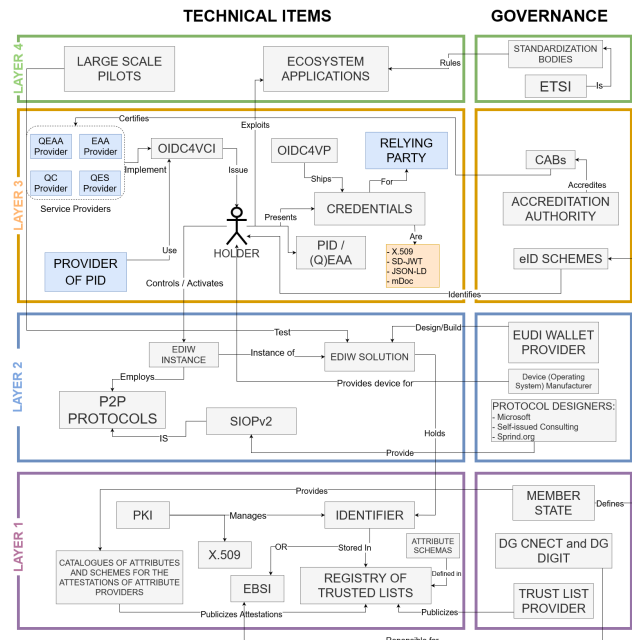 TECHNICAL ITEMS
GOVERNANCE
LAYER 4
LARGE SCALE
PILOTS
ECOSYSTEM
APPLICATIONS
Rules
STANDARDIZATION
BODIES
ETSI
Is
LAYER 3
Certifies
Exploits
QEAA
Provider
EAA
Provider
QC
Provider
QES
Provider
Service Providers
Implement
OIDC4VCI
Issue
OIDC4VP
Ships
RELYING
PARTY
For
CREDENTIALS
Presents
Are
HOLDER
PID /
(Q)EAA
- X.509
- SD-JWT
- JSON-LD
- mDoc
PROVIDER
OF PID
Use
Controls / Activates
Identifies
CABs
Accredites
ACCREDITATION
AUTHORITY
eID SCHEMES
LAYER 2
Test
Design/Build
EDIW
INSTANCE
Instance of
EDIW SOLUTION
Employs
Provides device for
P2P
PROTOCOLS
IS
SIOPv2
Holds
Provide
EUDI WALLET
PROVIDER
Device (Operating
System) Manufacturer
PROTOCOL DESIGNERS:
- Microsoft
- Self-issued Consulting
- Sprind.org
LAYER 1
Provides
PKI
Manages
IDENTIFIER
X.509
OR
Stored In
ATTRIBUTE
SCHEMAS
Defined in
CATALOGUES OF ATTRIBUTES
AND SCHEMES FOR THE
ATTESTATIONS OF ATTRIBUTE
PROVIDERS
EBSI
REGISTRY OF
TRUSTED LISTS
Publicizes Attestations
Publicizes
MEMBER
STATE
Defines
DG CNECT and DG
DIGIT
TRUST LIST
PROVIDER